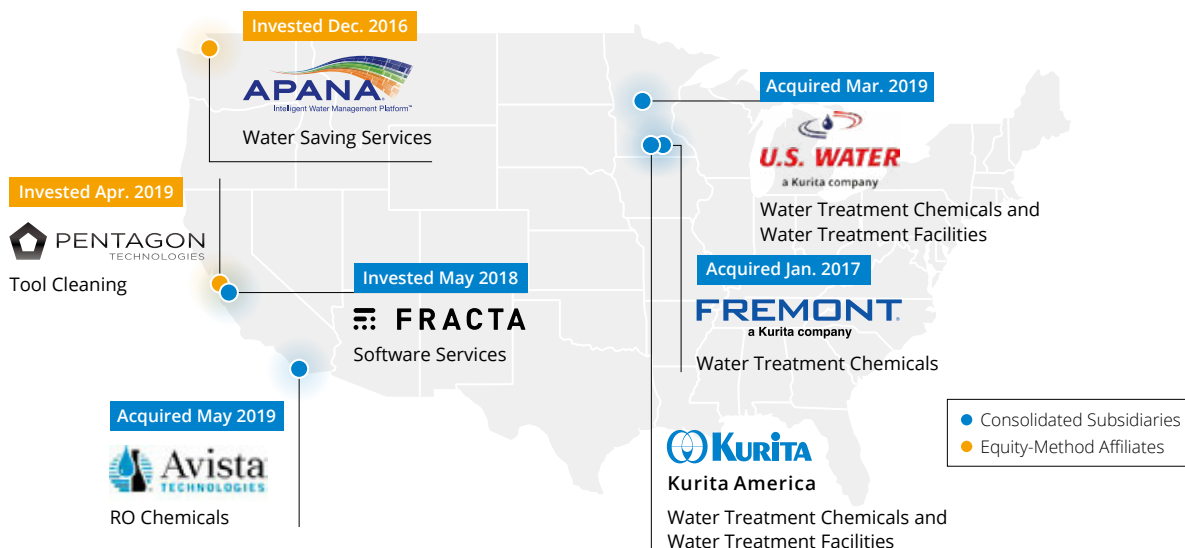 Invested Dec. 2016
APANA
Intelligent Water Management Platform™
Water Saving Services
Invested Apr. 2019
PENTAGON
TECHNOLOGIES
Tool Cleaning
Invested May 2018
FRACTA
Software Services
Acquired May 2019
Avista
TECHNOLOGIES
RO Chemicals
Acquired Mar. 2019
U.S. WATER
a Kurita company
Water Treatment Chemicals and
Water Treatment Facilities
Acquired Jan. 2017
FREMONT
a Kurita company
Water Treatment Chemicals
KURITA
Kurita America
Water Treatment Chemicals and
Water Treatment Facilities
Consolidated Subsidiaries
Equity-Method Affiliates